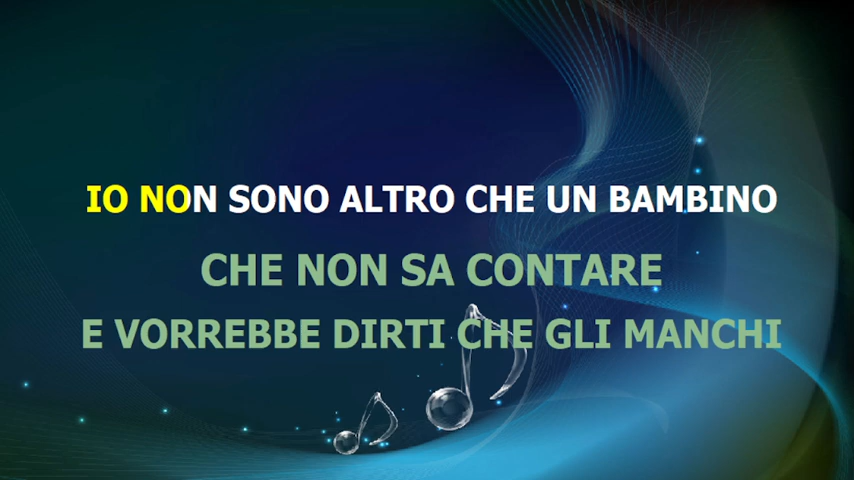 IO NON SONO ALTRO CHE UN BAMBINO
CHE NON SA CONTARE
E VORREBBE DIRTI CHE GLI MANCHI